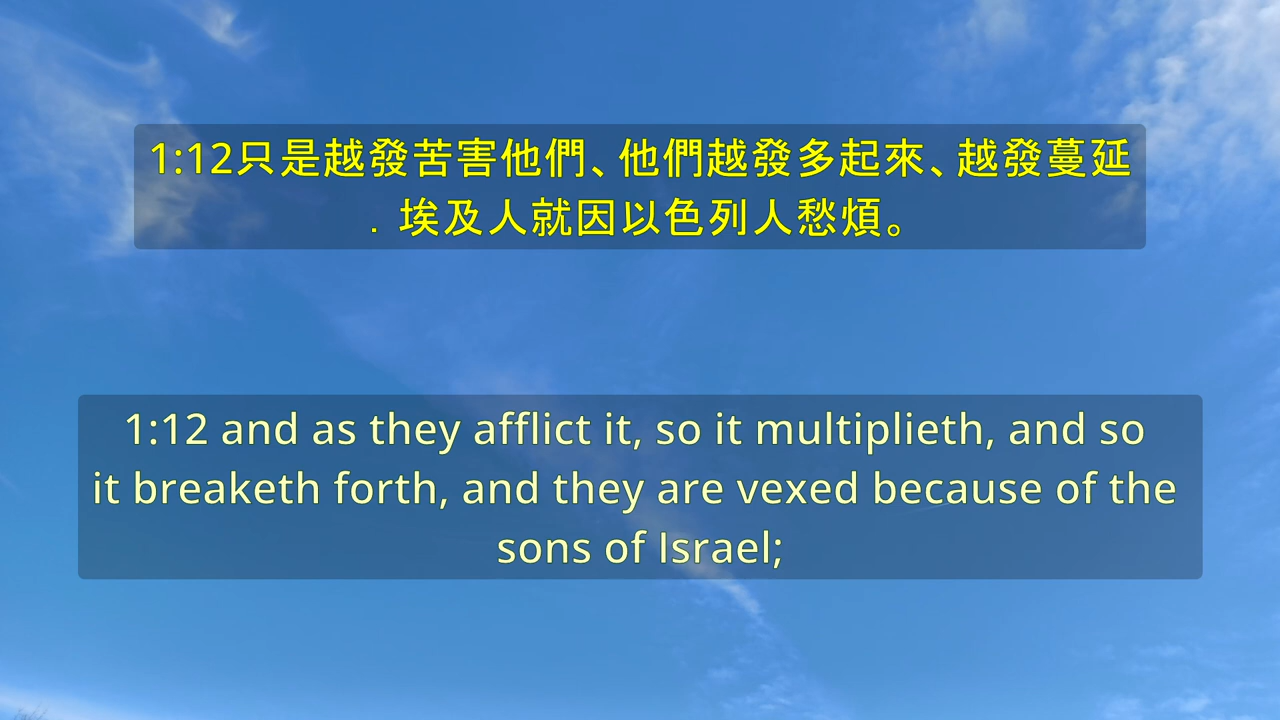 1:12只是越發苦害他們、他們越發多起來、越發蔓延
．埃及人就因以色列人愁煩。
1:12 and as they afflict it, so it multiplieth, and so
it breaketh forth, and they are vexed because of the
sons of Israel;